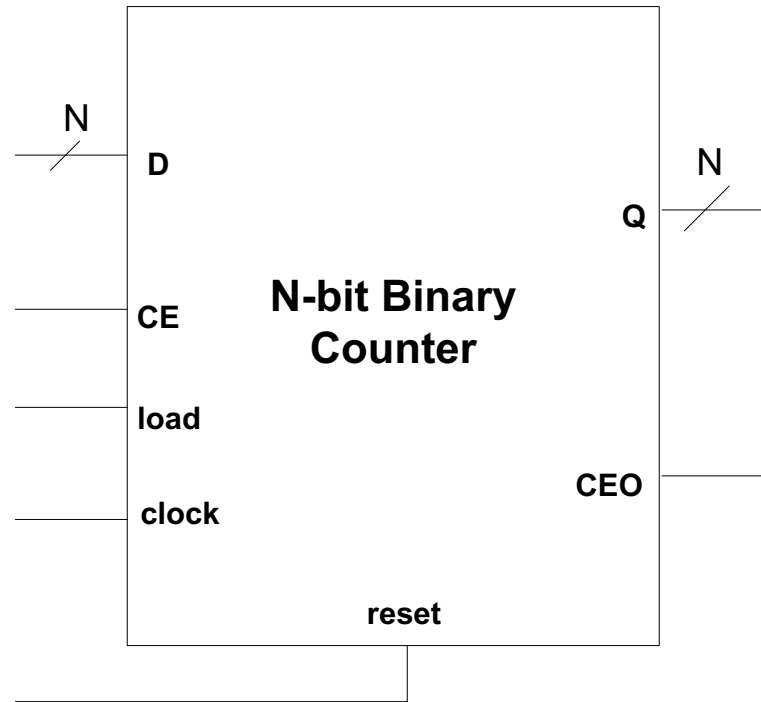 N
D
N
Q
N-bit Binary
Counter
CE
load
CEO
clock
reset